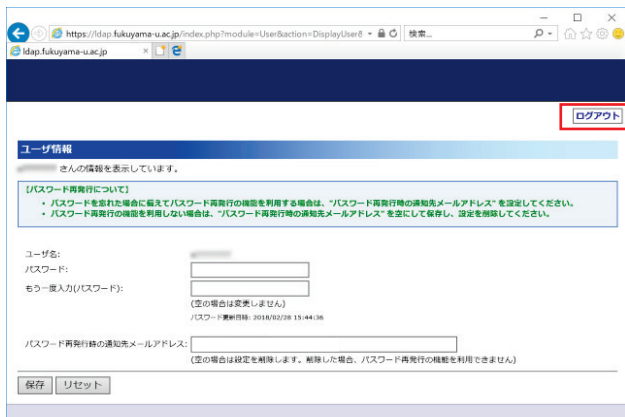 https://ldap.fukuyama-u.ac.jp/index.php?module=User&action=DisplayUser&
検索...
ldap.fukuyama-u.ac.jp
ログアウト
ユーザ情報
さんの情報を表示しています。
【パスワード再発行について】
・ パスワードを忘れた場合に備えてパスワード再発行の機能を利用する場合は、"パスワード再発行時の通知先メールアドレス" を設定してください。
・ パスワード再発行の機能を利用しない場合は、"パスワード再発行時の通知先メールアドレス" を空にして保存し、設定を削除してください。
ユーザ名:
パスワード:
もう一度入力(パスワード):
(空の場合は変更しません)
パスワード更新日時: 2018/02/28 15:44:36
パスワード再発行時の通知先メールアドレス:
(空の場合は設定を削除します。削除した場合、パスワード再発行の機能を利用できません)
保存 リセット